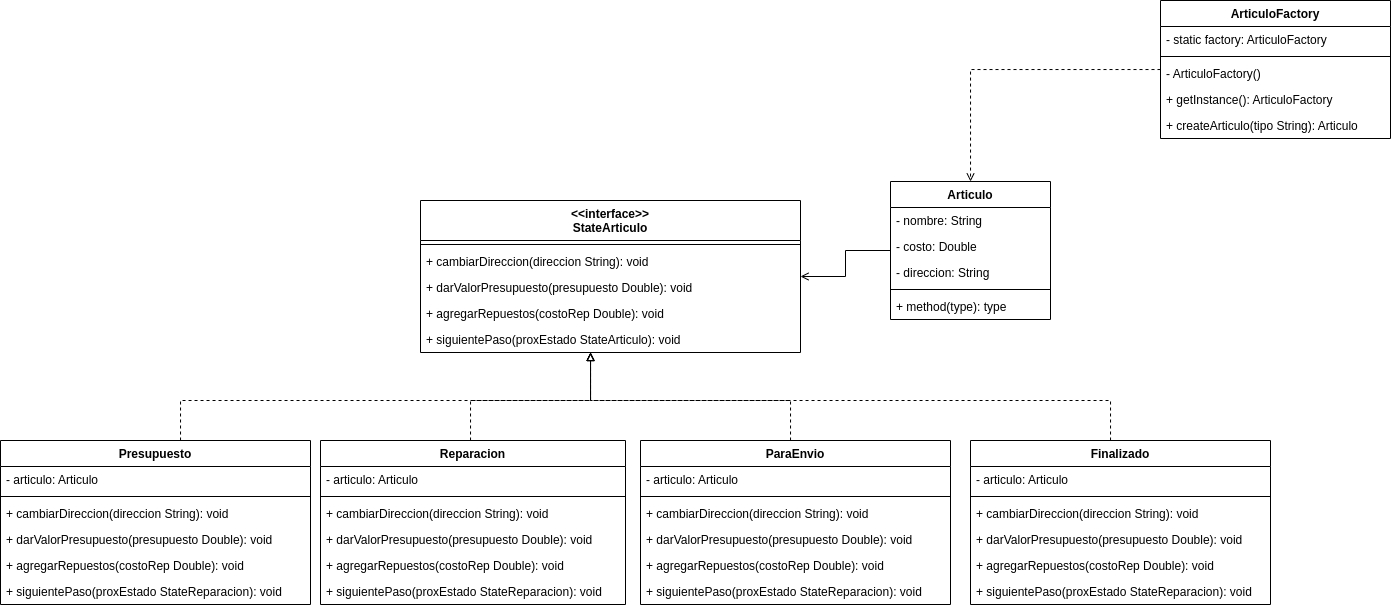 ArticuloFactory
- static factory: ArticuloFactory
- ArticuloFactory()
+ getInstance(): ArticuloFactory
+ createArticulo(tipo String): Articulo
Articulo
- nombre: String
- costo: Double
- direccion: String
+ method(type): type
<<interface>>
StateArticulo
+ cambiarDireccion(direccion String): void
+ darValorPresupuesto(presupuesto Double): void
+ agregarRepuestos(costoRep Double): void
+ siguientePaso(proxEstado StateArticulo): void
Presupuesto
- articulo: Articulo
+ cambiarDireccion(direccion String): void
+ darValorPresupuesto(presupuesto Double): void
+ agregarRepuestos(costoRep Double): void
+ siguientePaso(proxEstado StateReparacion): void
Reparacion
- articulo: Articulo
+ cambiarDireccion(direccion String): void
+ darValorPresupuesto(presupuesto Double): void
+ agregarRepuestos(costoRep Double): void
+ siguientePaso(proxEstado StateReparacion): void
ParaEnvio
- articulo: Articulo
+ cambiarDireccion(direccion String): void
+ darValorPresupuesto(presupuesto Double): void
+ agregarRepuestos(costoRep Double): void
+ siguientePaso(proxEstado StateReparacion): void
Finalizado
- articulo: Articulo
+ cambiarDireccion(direccion String): void
+ darValorPresupuesto(presupuesto Double): void
+ agregarRepuestos(costoRep Double): void
+ siguientePaso(proxEstado StateReparacion): void